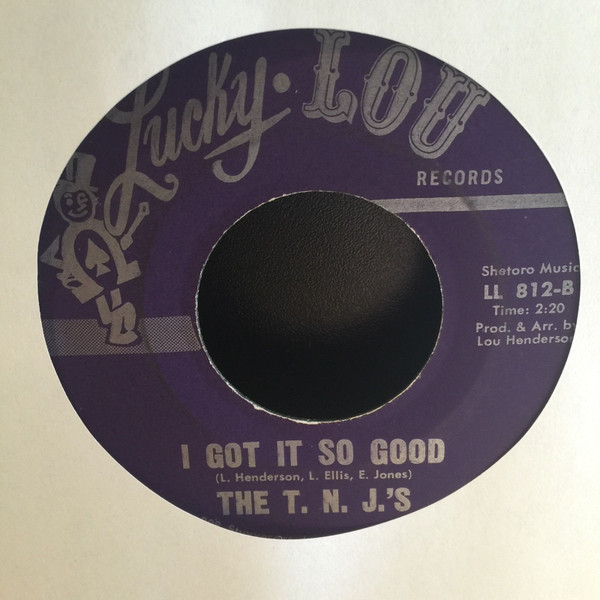 Lucky · LOU
RECORDS
Shetoro Music
LL 812-B
Time: 2:20
Prod. & Arr. by
Lou Henderson
I GOT IT SO GOOD
(L. Henderson, L. Ellis, E. Jones)
THE T. N. J.'S